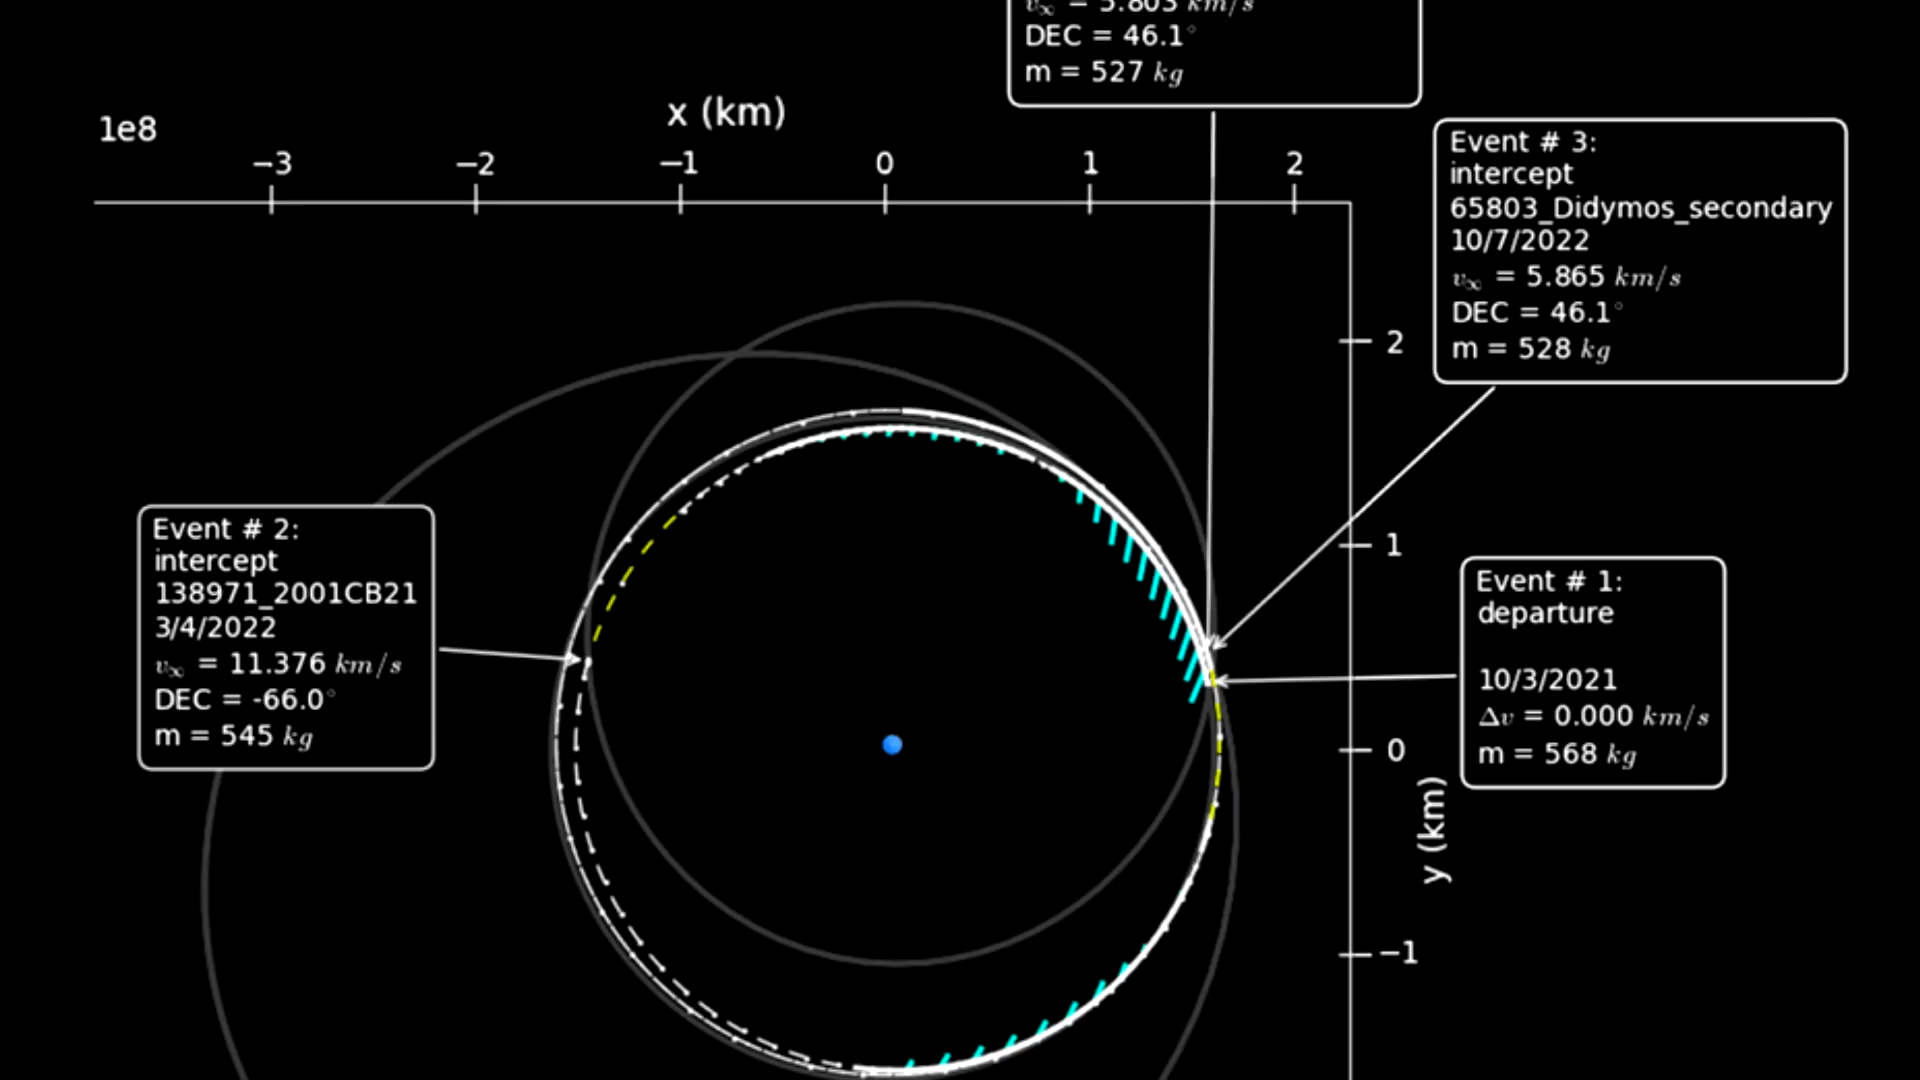 v∞ = 5.803 km/s
DEC = 46.1°
m = 527 kg
x (km)
1e8
−3 −2 −1 0 1 2
Event # 3:
intercept
65803_Didymos_secondary
10/7/2022
v∞ = 5.865 km/s
DEC = 46.1°
m = 528 kg
2
1
0
−1
y (km)
Event # 2:
intercept
138971_2001CB21
3/4/2022
v∞ = 11.376 km/s
DEC = -66.0°
m = 545 kg
Event # 1:
departure
10/3/2021
Δv = 0.000 km/s
m = 568 kg